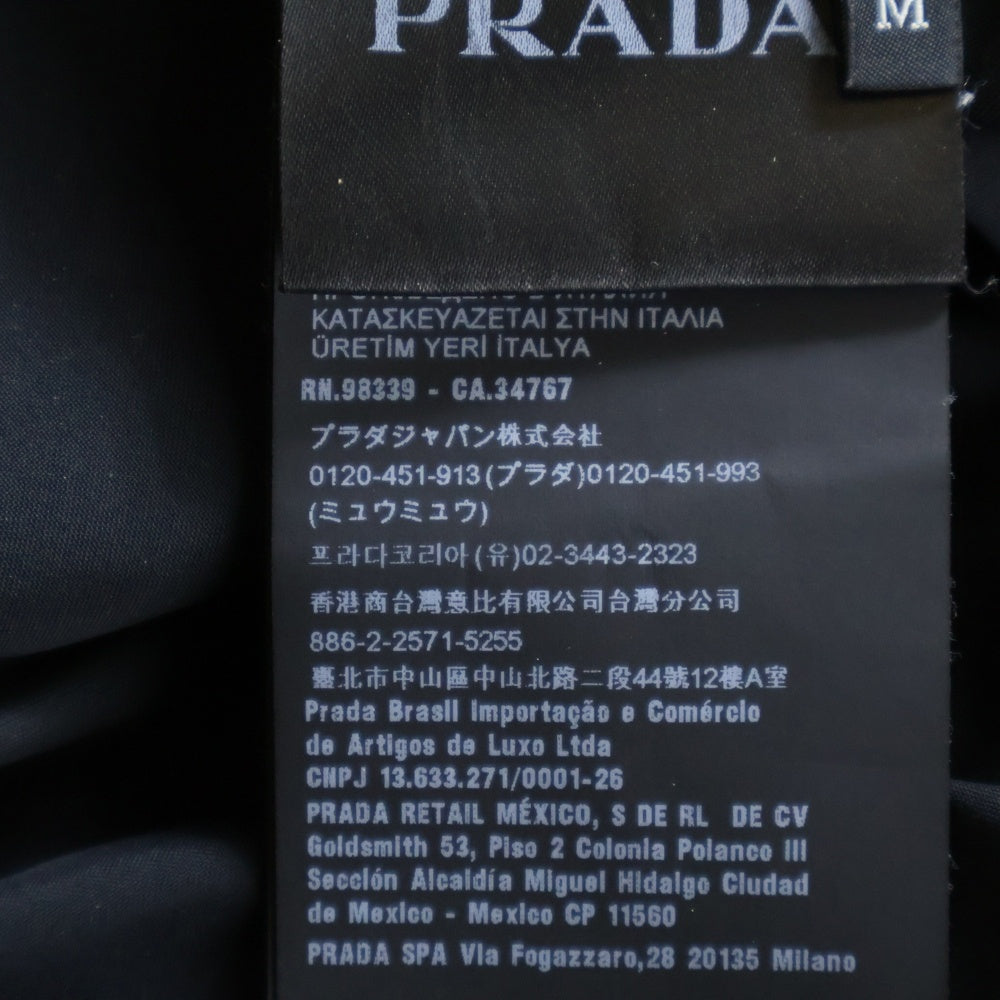 PRADA
M
ΚΑΤΑΣΚΕΥΑΖΕΤΑΙ ΣΤΗΝ ΙΤΑΛΙΑ
ÜRETİM YERİ İTALYA
RN.98339 - CA.34767
プラダジャパン株式会社
0120-451-913(プラダ)0120-451-993
(ミュウミュウ)
프라다코리아(유)02-3443-2323
香港商台灣意比有限公司台灣分公司
886-2-2571-5255
臺北市中山區中山北路二段44號12樓A室
Prada Brasil Importação e Comércio
de Artigos de Luxo Ltda
CNPJ 13.633.271/0001-26
PRADA RETAIL MÉXICO, S DE RL DE CV
Goldsmith 53, Piso 2 Colonia Polanco III
Sección Alcaldía Miguel Hidalgo Ciudad
de Mexico - Mexico CP 11560
PRADA SPA Via Fogazzaro,28 20135 Milano